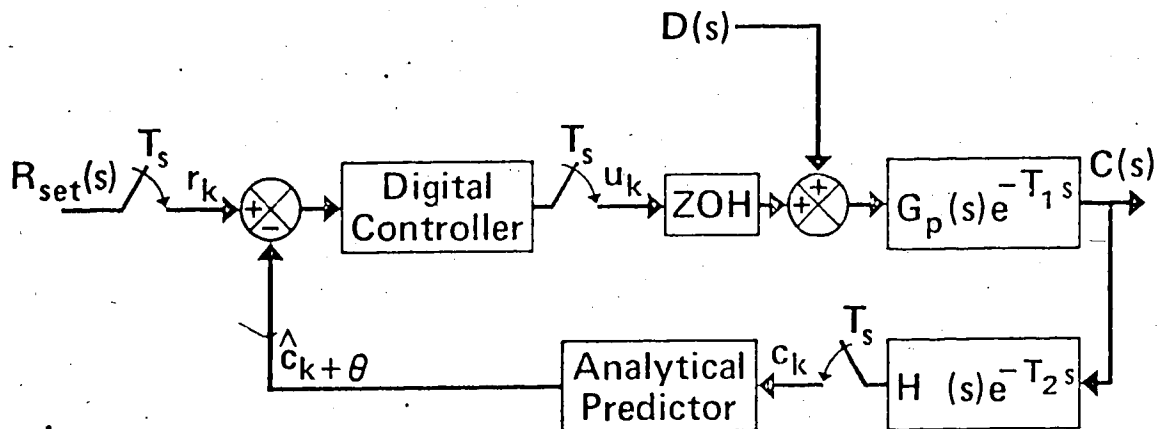 D(s)
T_s
T_s
R_set(s)
r_k
+
−
Digital
Controller
u_k
ZOH
+
+
G_p(s)e^{-T_1 s}
C(s)
ĉ_{k+θ}
Analytical
Predictor
c_k
T_s
H (s)e^{-T_2 s}